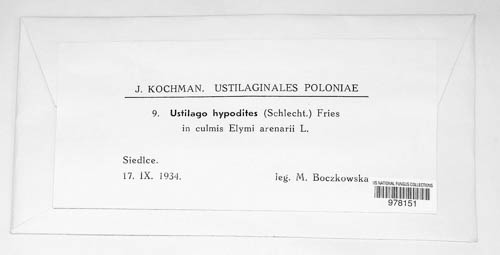 J. KOCHMAN. USTILAGINALES POLONIAE
9. Ustilago hypodites (Schlecht.) Fries
in culmis Elymi arenarii L.
Siedlce.
17. IX. 1934. leg. M. Boczkowska
US NATIONAL FUNGUS COLLECTIONS
978151